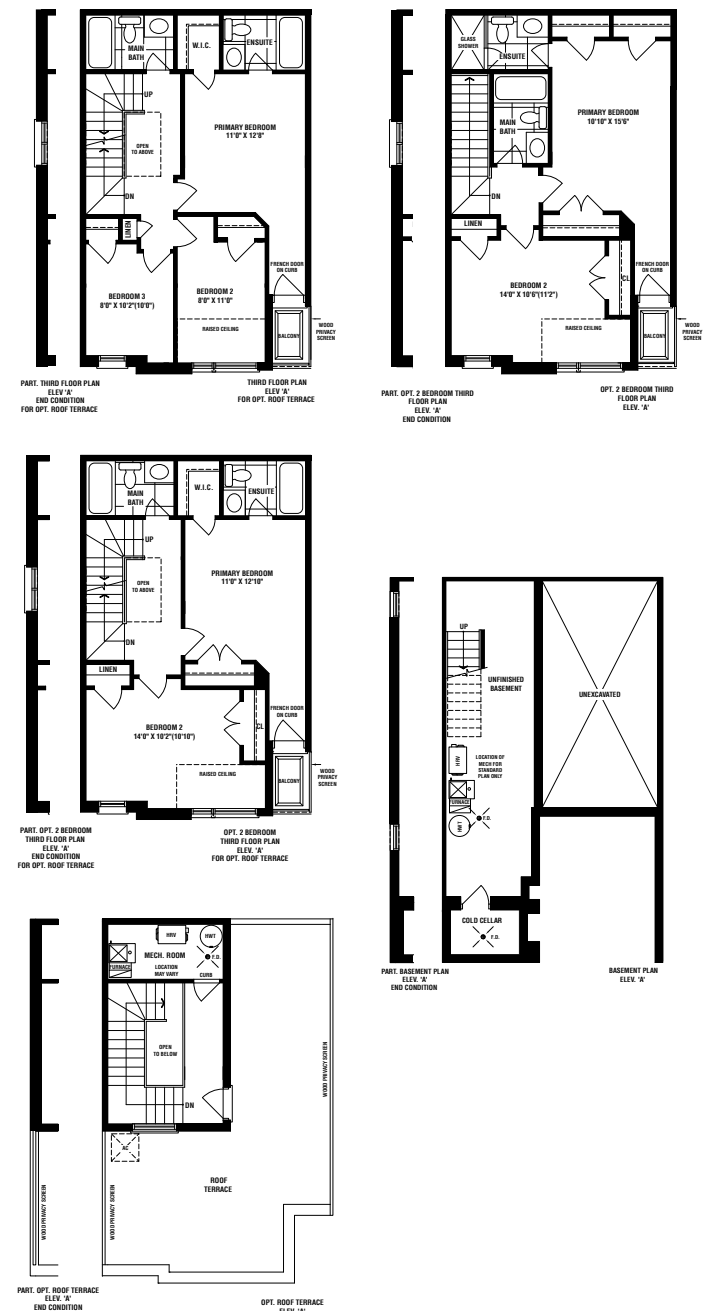 MAIN
BATH
W.I.C.
ENSUITE
UP
OPEN
TO ABOVE
PRIMARY BEDROOM
11'0" X 12'8"
DN
LINEN
BEDROOM 3
8'0" X 10'2"(10'0")
BEDROOM 2
8'0" X 11'0"
RAISED CEILING
FRENCH DOOR
ON CURB
BALCONY
WOOD
PRIVACY
SCREEN
PART. THIRD FLOOR PLAN
ELEV 'A'
END CONDITION
FOR OPT. ROOF TERRACE
THIRD FLOOR PLAN
ELEV 'A'
FOR OPT. ROOF TERRACE
GLASS
SHOWER
ENSUITE
PRIMARY BEDROOM
10'10" X 15'6"
MAIN
BATH
DN
LINEN
BEDROOM 2
14'0" X 10'6"(11'2")
CL
RAISED CEILING
FRENCH DOOR
ON CURB
BALCONY
WOOD
PRIVACY
SCREEN
PART. OPT. 2 BEDROOM THIRD
FLOOR PLAN
ELEV. 'A'
END CONDITION
OPT. 2 BEDROOM THIRD
FLOOR PLAN
ELEV. 'A'
MAIN
BATH
W.I.C.
ENSUITE
UP
OPEN
TO ABOVE
PRIMARY BEDROOM
11'0" X 12'10"
DN
LINEN
BEDROOM 2
14'0" X 10'2"(10'10")
CL
RAISED CEILING
FRENCH DOOR
ON CURB
BALCONY
WOOD
PRIVACY
SCREEN
PART. OPT. 2 BEDROOM
THIRD FLOOR PLAN
ELEV. 'A'
END CONDITION
FOR OPT. ROOF TERRACE
OPT. 2 BEDROOM
THIRD FLOOR PLAN
ELEV. 'A'
FOR OPT. ROOF TERRACE
UP
UNFINISHED
BASEMENT
UNEXCAVATED
HRV
LOCATION OF
MECH FOR
STANDARD
PLAN ONLY
FURNACE
HWT
F.D.
COLD CELLAR
F.D.
PART. BASEMENT PLAN
ELEV. 'A'
END CONDITION
BASEMENT PLAN
ELEV. 'A'
HRV
HWT
MECH. ROOM
F.D.
FURNACE
LOCATION
MAY VARY
CURB
OPEN
TO BELOW
DN
AC
WOOD PRIVACY SCREEN
WOOD PRIVACY SCREEN
WOOD PRIVACY SCREEN
ROOF
TERRACE
PART. OPT. ROOF TERRACE
ELEV. 'A'
END CONDITION
OPT. ROOF TERRACE
ELEV. 'A'